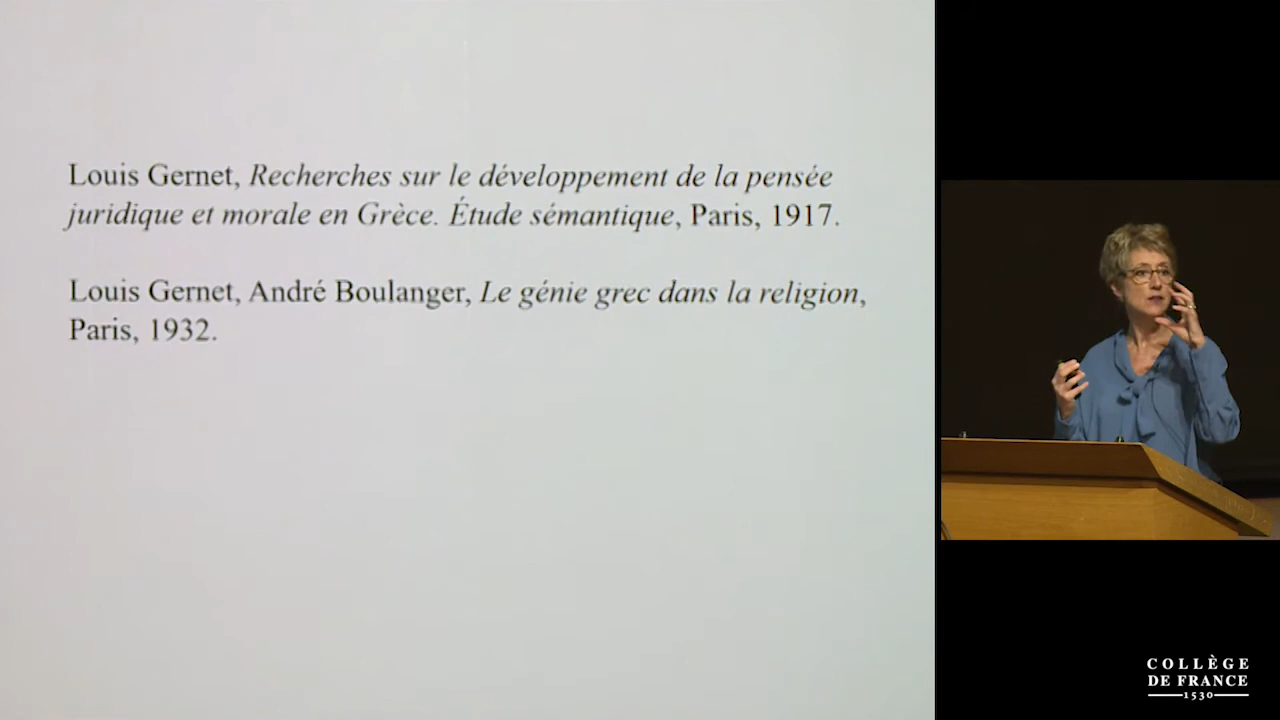 Louis Gernet, Recherches sur le développement de la pensée
juridique et morale en Grèce. Étude sémantique, Paris, 1917.
Louis Gernet, André Boulanger, Le génie grec dans la religion,
Paris, 1932.
COLLÈGE
DE FRANCE
1530